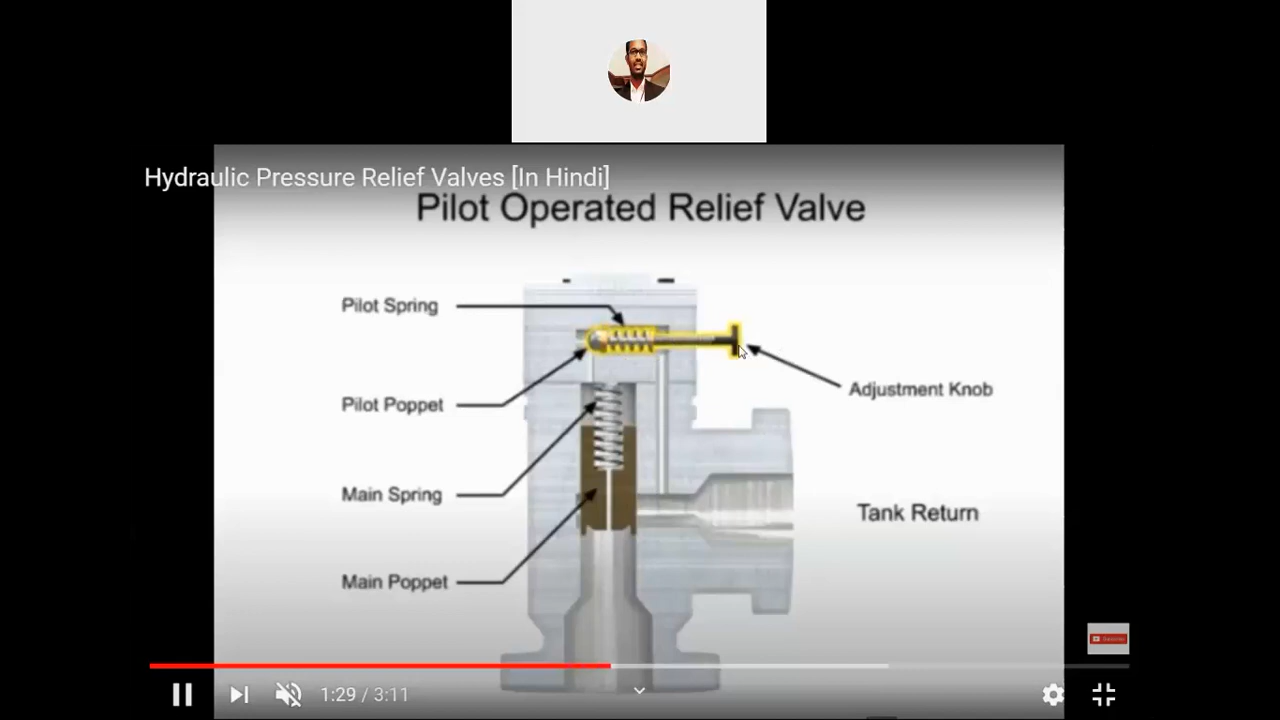 Hydraulic Pressure Relief Valves [In Hindi]
Pilot Operated Relief Valve
Pilot Spring
Pilot Poppet
Adjustment Knob
Main Spring
Tank Return
Main Poppet
1:29 / 3:11